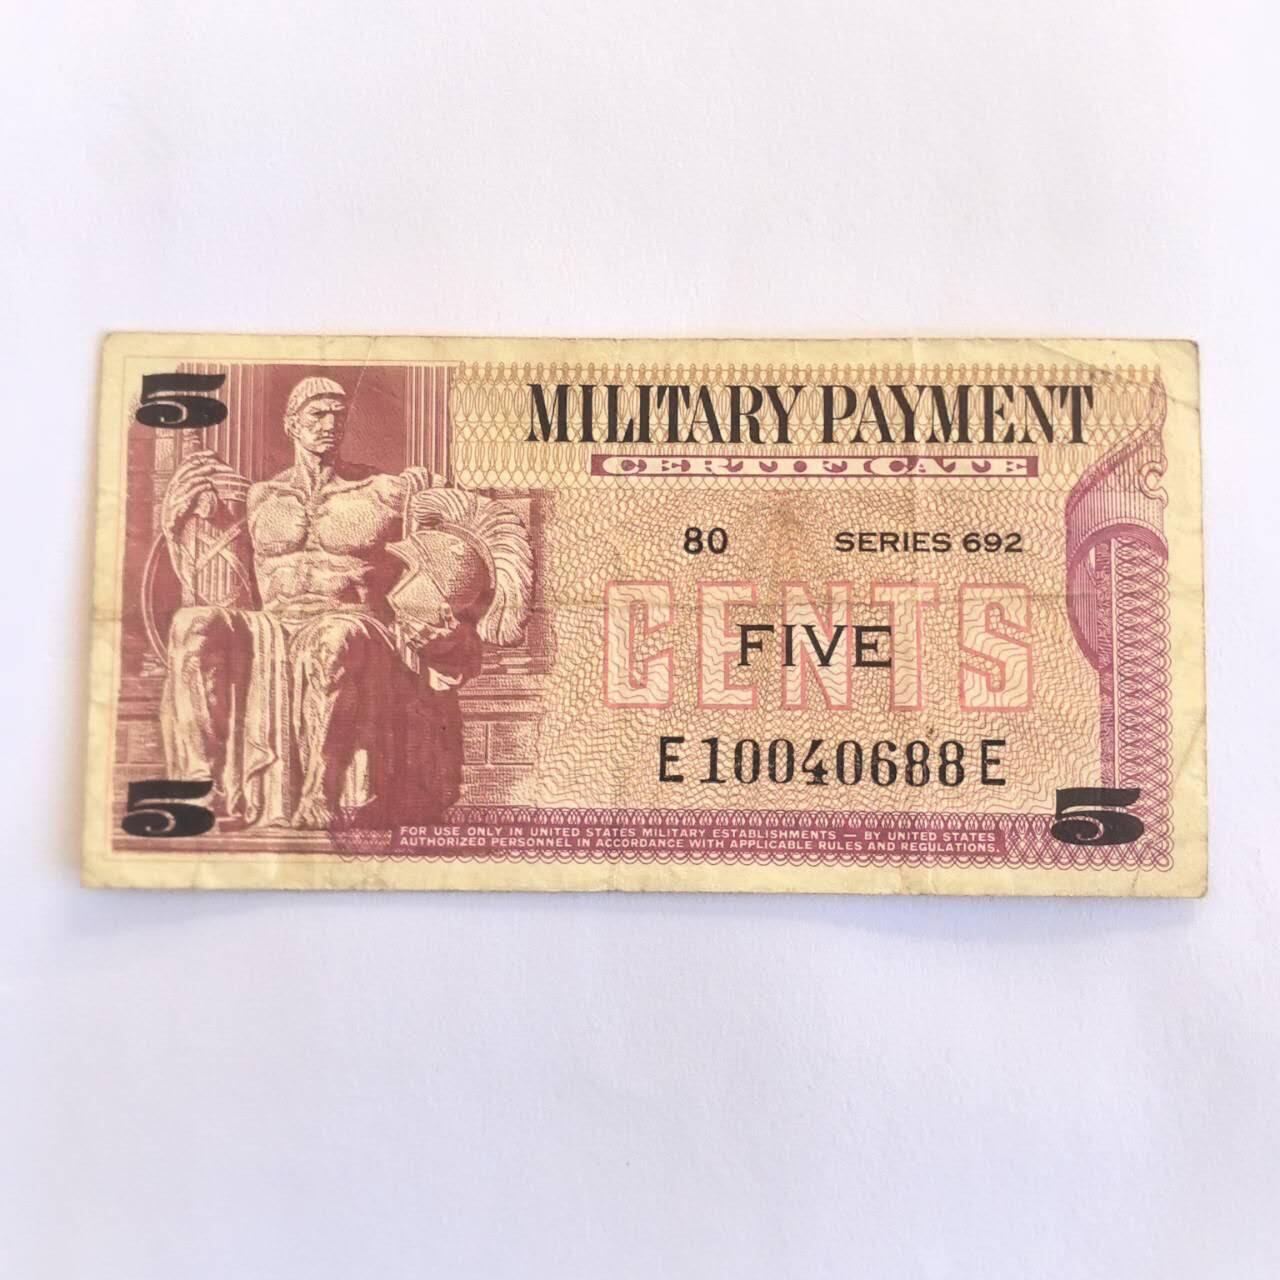 5
MILITARY PAYMENT
CERTIFICATE
80 SERIES 692
CENTS
FIVE
E10040688E
5
5
FOR USE ONLY IN UNITED STATES MILITARY ESTABLISHMENTS — BY UNITED STATES
AUTHORIZED PERSONNEL IN ACCORDANCE WITH APPLICABLE RULES AND REGULATIONS.